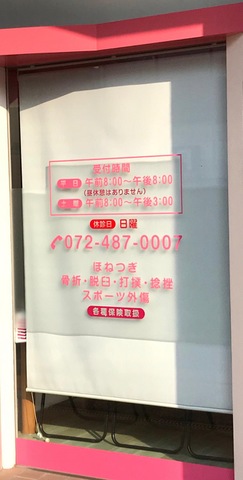 受付時間
平日 午前8:00〜午後8:00
(昼休憩はありません)
土曜 午前8:00〜午後3:00
休診日 日曜
072-487-0007
ほねつぎ
骨折・脱臼・打撲・捻挫
スポーツ外傷
各種保険取扱